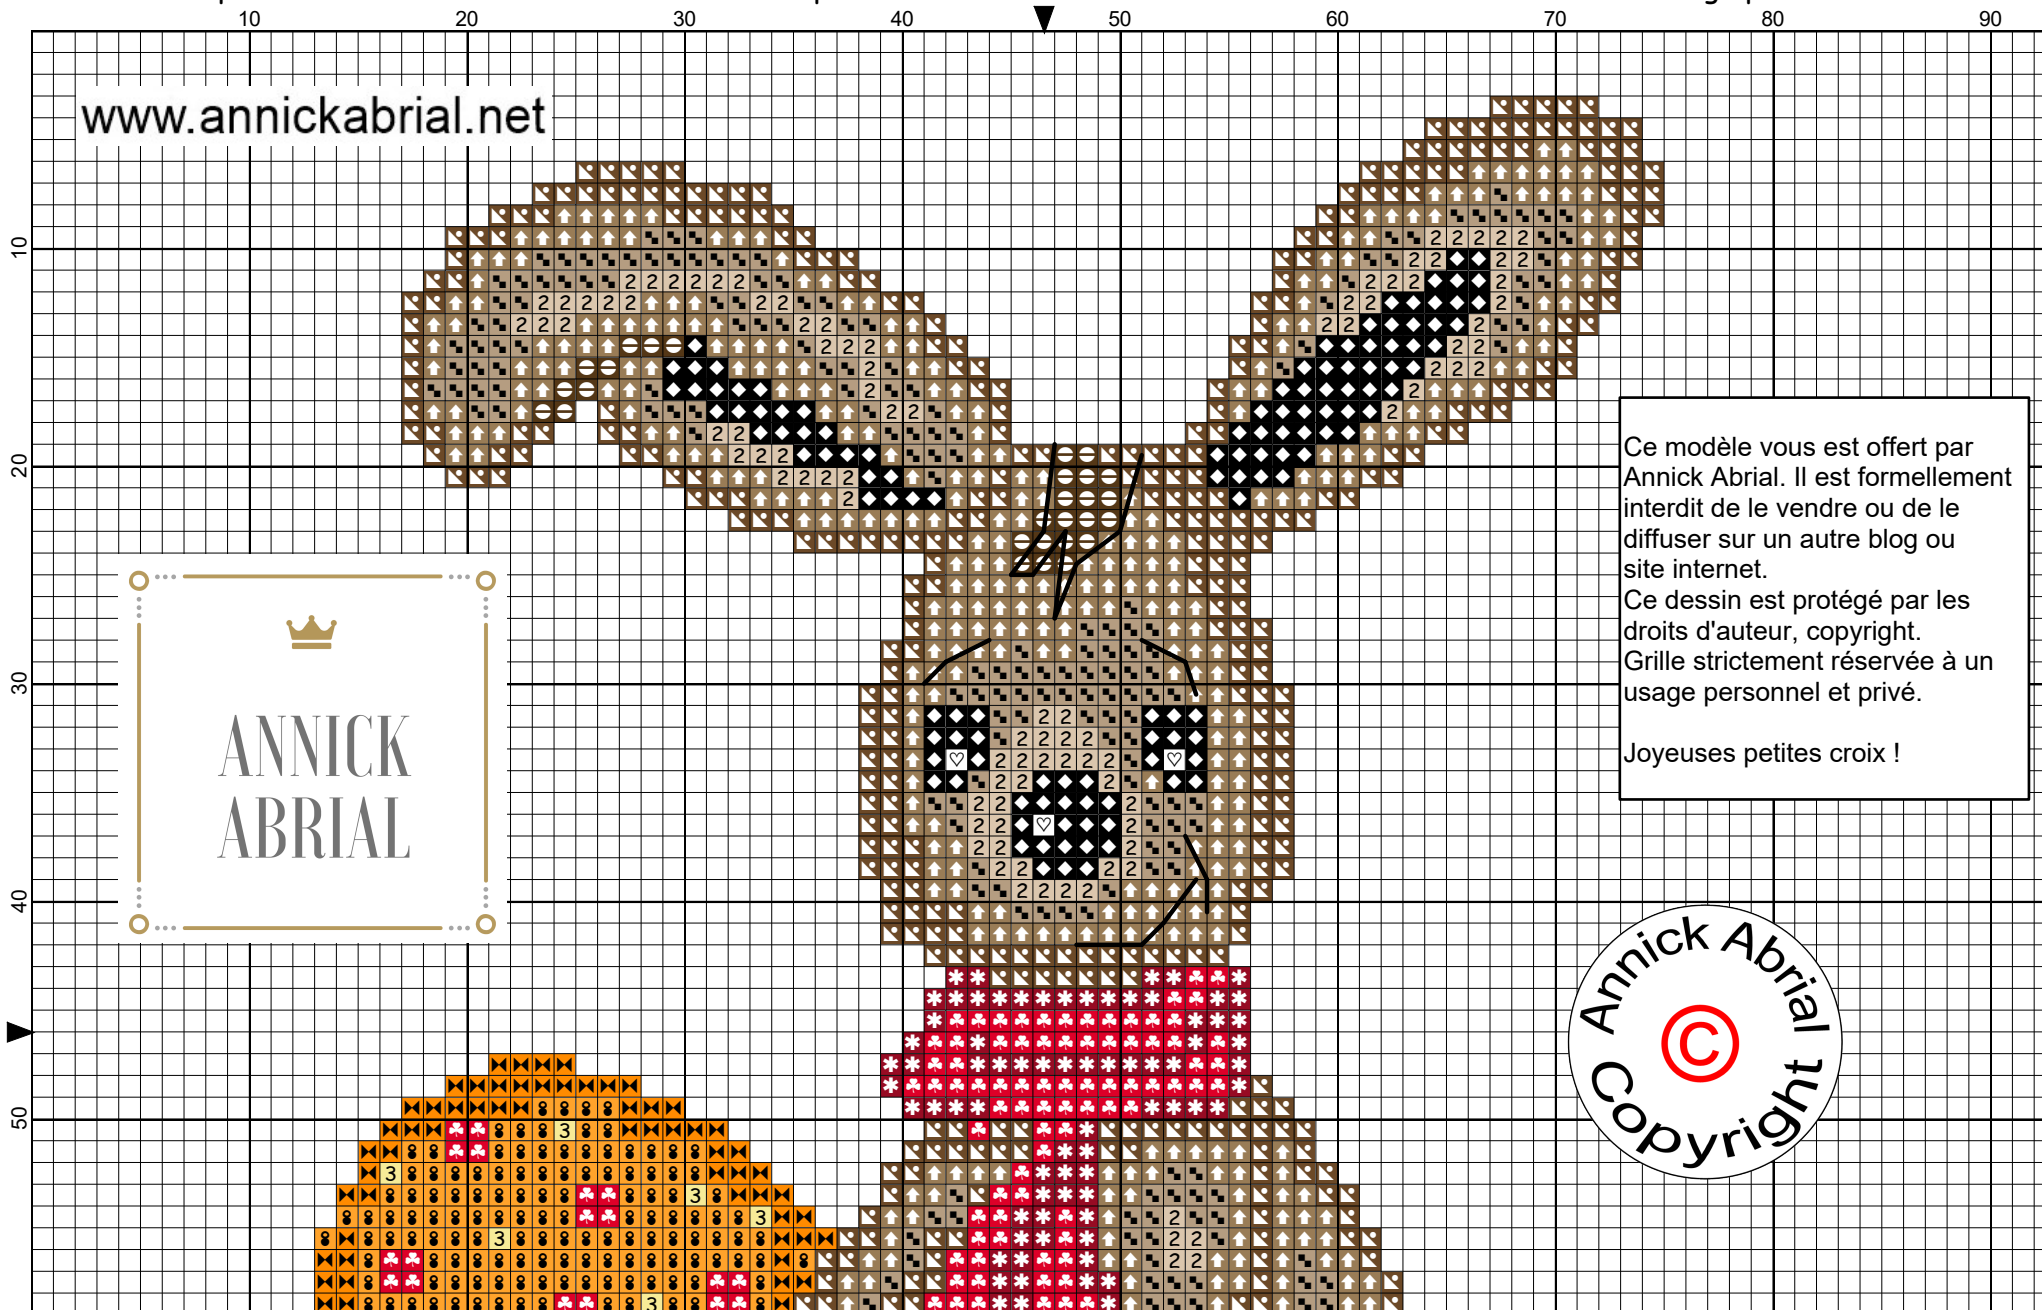 10 20 30 40 50 60 70 80 90
www.annickabrial.net
10
20
30
40
50
ANNICK
ABRIAL
Ce modèle vous est offert par
Annick Abrial. Il est formellement
interdit de le vendre ou de le
diffuser sur un autre blog ou
site internet.
Ce dessin est protégé par les
droits d'auteur, copyright.
Grille strictement réservée à un
usage personnel et privé.
Joyeuses petites croix !
Annick Abrial
©
Copyright